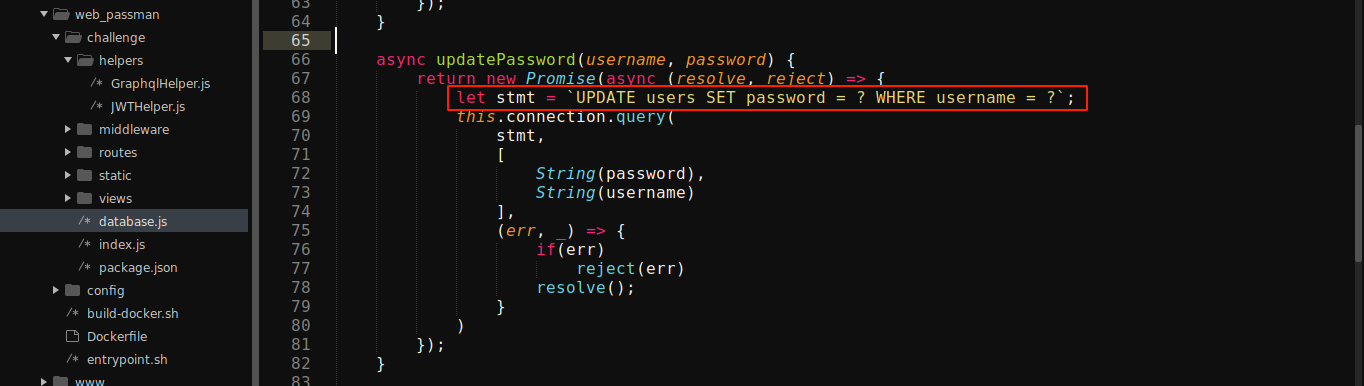 web_passman
challenge
helpers
/* GraphqlHelper.js
/* JWTHelper.js
middleware
routes
static
views
/* database.js
/* index.js
/* package.json
config
/* build-docker.sh
Dockerfile
/* entrypoint.sh
www
63 });
64 }
65
66 async updatePassword(username, password) {
67 return new Promise(async (resolve, reject) => {
68 let stmt = `UPDATE users SET password = ? WHERE username = ?`;
69 this.connection.query(
70 stmt,
71 [
72 String(password),
73 String(username)
74 ],
75 (err, _) => {
76 if(err)
77 reject(err)
78 resolve();
79 }
80 )
81 });
82 }
83